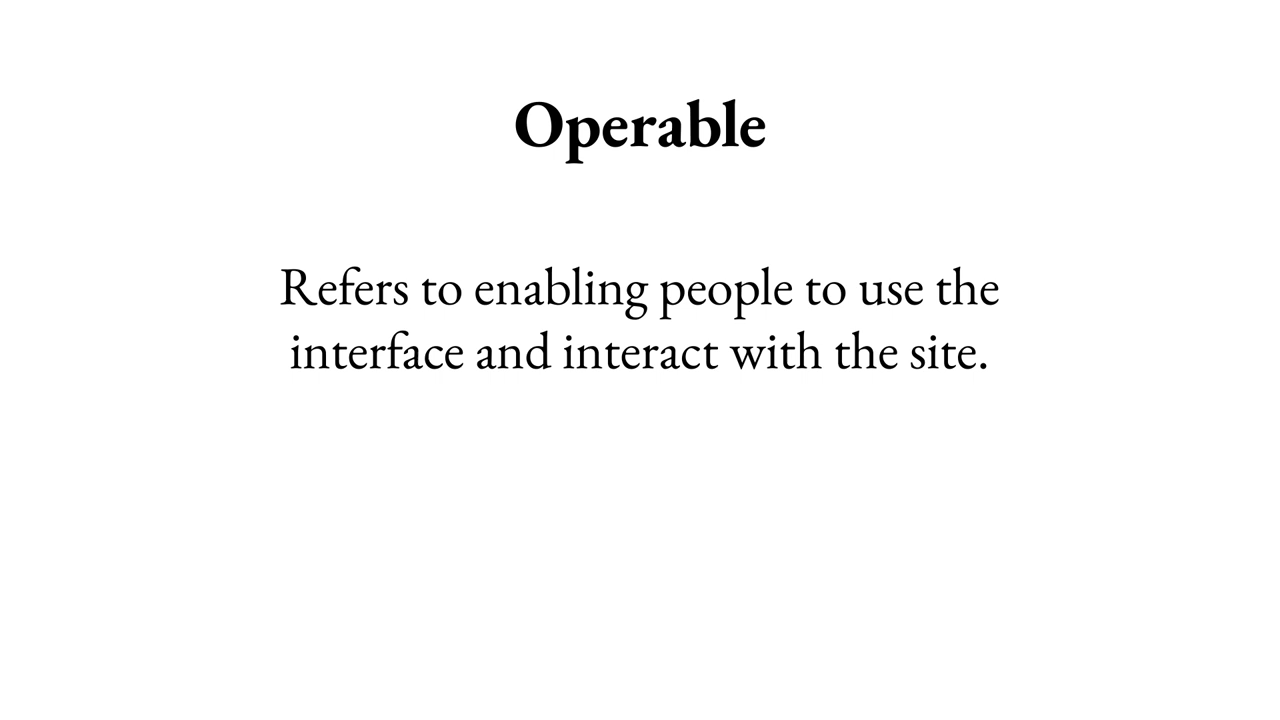 Operable
Refers to enabling people to use the
interface and interact with the site.